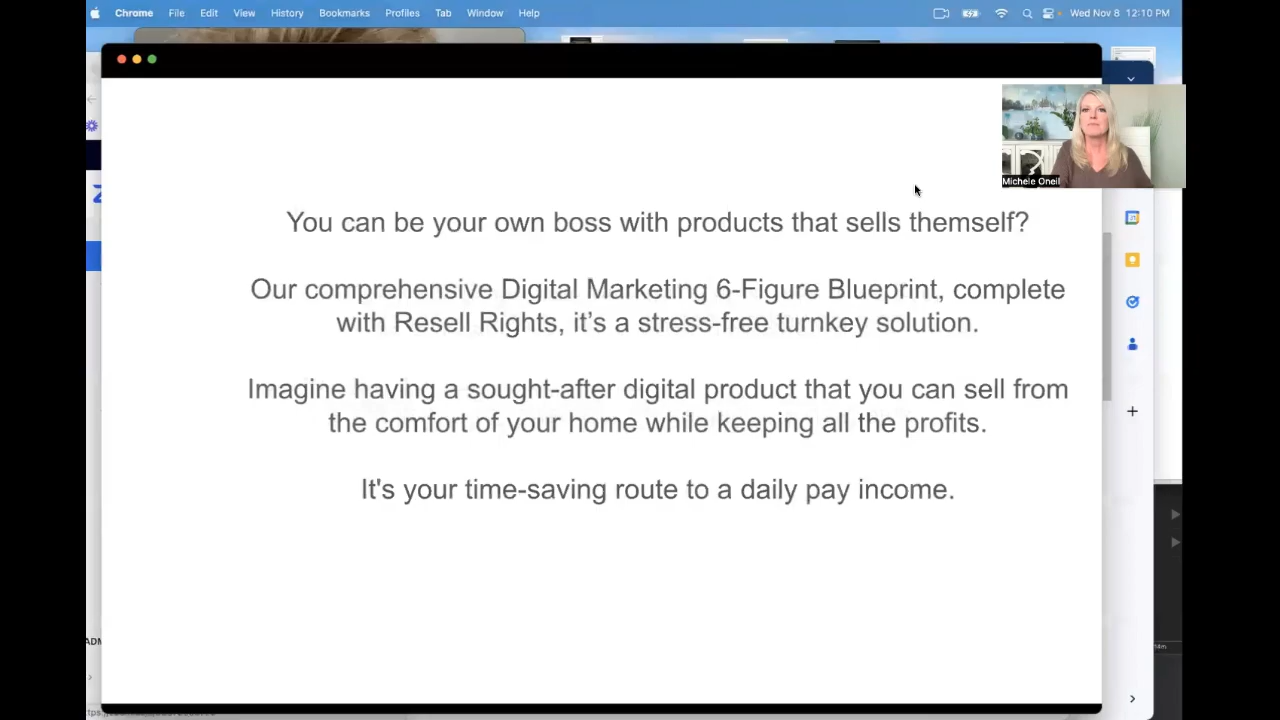 Chrome File Edit View History Bookmarks Profiles Tab Window Help Wed Nov 8 12:10 PM
Michele Oneil
You can be your own boss with products that sells themself?
Our comprehensive Digital Marketing 6-Figure Blueprint, complete
with Resell Rights, it’s a stress-free turnkey solution.
Imagine having a sought-after digital product that you can sell from
the comfort of your home while keeping all the profits.
It's your time-saving route to a daily pay income.